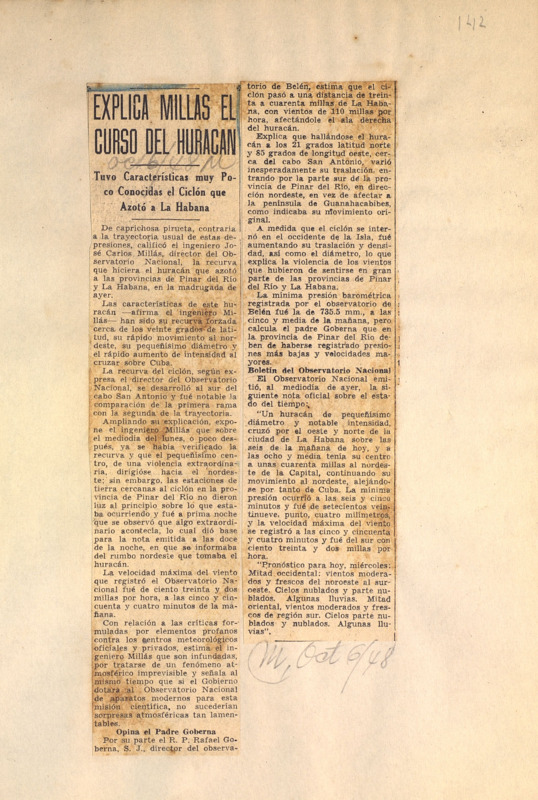 142
EXPLICA MILLAS EL
CURSO DEL HURACAN
Tuvo Características muy Po-
co Conocidas el Ciclón que
Azotó a La Habana
De caprichosa pirueta, contraria
a la trayectoria usual de estas de-
presiones, calificó el ingeniero Jo-
sé Carlos Millás, director del Ob-
servatorio Nacional, la recurva
que hiciera el huracán que azotó
a las provincias de Pinar del Río
y La Habana, en la madrugada de
ayer.
Las características de este hu-
racán —afirma el ingeniero Mi-
llás— han sido su recurva forzada
cerca de los veinte grados de lati-
tud, su rápido movimiento al nor-
deste, su pequeñísimo diámetro y
el rápido aumento de intensidad al
cruzar sobre Cuba.
La recurva del ciclón, según ex-
presa el director del Observatorio
Nacional, se desarrolló al sur del
cabo San Antonio y fué notable la
comparación de la primera rama
con la segunda de la trayectoria.
Ampliando su explicación, expo-
ne el ingeniero Millás que sobre
el mediodía del lunes, o poco des-
pués, ya se había verificado la
recurva y que el pequeñísimo cen-
tro, de una violencia extraordina-
ria, dirigióse hacia el nordes-
te; sin embargo, las estaciones de
tierra cercanas al ciclón en la pro-
vincia de Pinar del Río no dieron
luz al principio sobre lo que esta-
ba ocurriendo y fué a prima noche
que se observó que algo extraordi-
nario acontecía, lo cual dió base
para la nota emitida a las doce
de la noche, en que se informaba
del rumbo nordeste que tomaba el
huracán.
La velocidad máxima del viento
que registró el Observatorio Na-
cional fué de ciento treinta y dos
millas por hora, a las cinco y cin-
cuenta y cuatro minutos de la ma-
ñana.
Con relación a las críticas for-
muladas por elementos profanos
contra los centros meteorológicos
oficiales y privados, estima el in-
geniero Millás que son infundadas,
por tratarse de un fenómeno at-
mosférico imprevisible y señala al
mismo tiempo que si el Gobierno
dotara al Observatorio Nacional
de aparatos modernos para esta
misión científica, no sucederían
sorpresas atmosféricas tan lamen-
tables.
Opina el Padre Goberna
Por su parte el R. P. Rafael Go-
berna, S. J., director del observa-
torio de Belén, estima que el ci-
clón pasó a una distancia de trein-
ta a cuarenta millas de La Haba-
na, con vientos de 110 millas por
hora, afectándole el ala derecha
del huracán.
Explica que hallándose el hura-
cán a los 21 grados latitud norte
y 85 grados de longitud oeste, cer-
ca del cabo San Antonio, varió
inesperadamente su traslación, en-
trando por la parte sur de la pro-
vincia de Pinar del Río, en direc-
ción nordeste, en vez de afectar a
la península de Guanahacabibes,
como indicaba su movimiento ori-
ginal.
A medida que el ciclón se inter-
nó en el occidente de la Isla, fué
aumentando su traslación y densi-
dad, así como el diámetro, lo que
explica la violencia de los vientos
que hubieron de sentirse en gran
parte de las provincias de Pinar
del Río y La Habana.
La mínima presión barométrica
registrada por el observatorio de
Belén fué la de 735.5 mm., a las
cinco y media de la mañana, pero
calcula el padre Goberna que en
la provincia de Pinar del Río de-
ben de haberse registrado presio-
nes más bajas y velocidades ma-
yores.
Boletín del Observatorio Nacional
El Observatorio Nacional emi-
tió, al mediodía de ayer, la si-
guiente nota oficial sobre el esta-
do del tiempo:
"Un huracán de pequeñísimo
diámetro y notable intensidad,
cruzó por el oeste y norte de la
ciudad de La Habana sobre las
seis de la mañana de hoy, y a
las ocho y media tenía su centro
a unas cuarenta millas al nordes-
te de la Capital, continuando su
movimiento al nordeste, alejándo-
se por tanto de Cuba. La mínima
presión ocurrió a las seis y cinco
minutos y fué de setecientos vein-
tinueve, punto, cuatro milímetros,
y la velocidad máxima del viento
se registró a las cinco y cincuenta
y cuatro minutos y fué del sur con
ciento treinta y dos millas por
hora.
"Pronóstico para hoy, miércoles:
Mitad occidental: vientos modera-
dos y frescos del noroeste al sur-
oeste. Cielos nublados y parte nu-
blados. Algunas lluvias. Mitad
oriental, vientos moderados y fres-
cos de región sur. Cielos parte nu-
blados y nublados. Algunas llu-
vias".
M, Oct 6/48